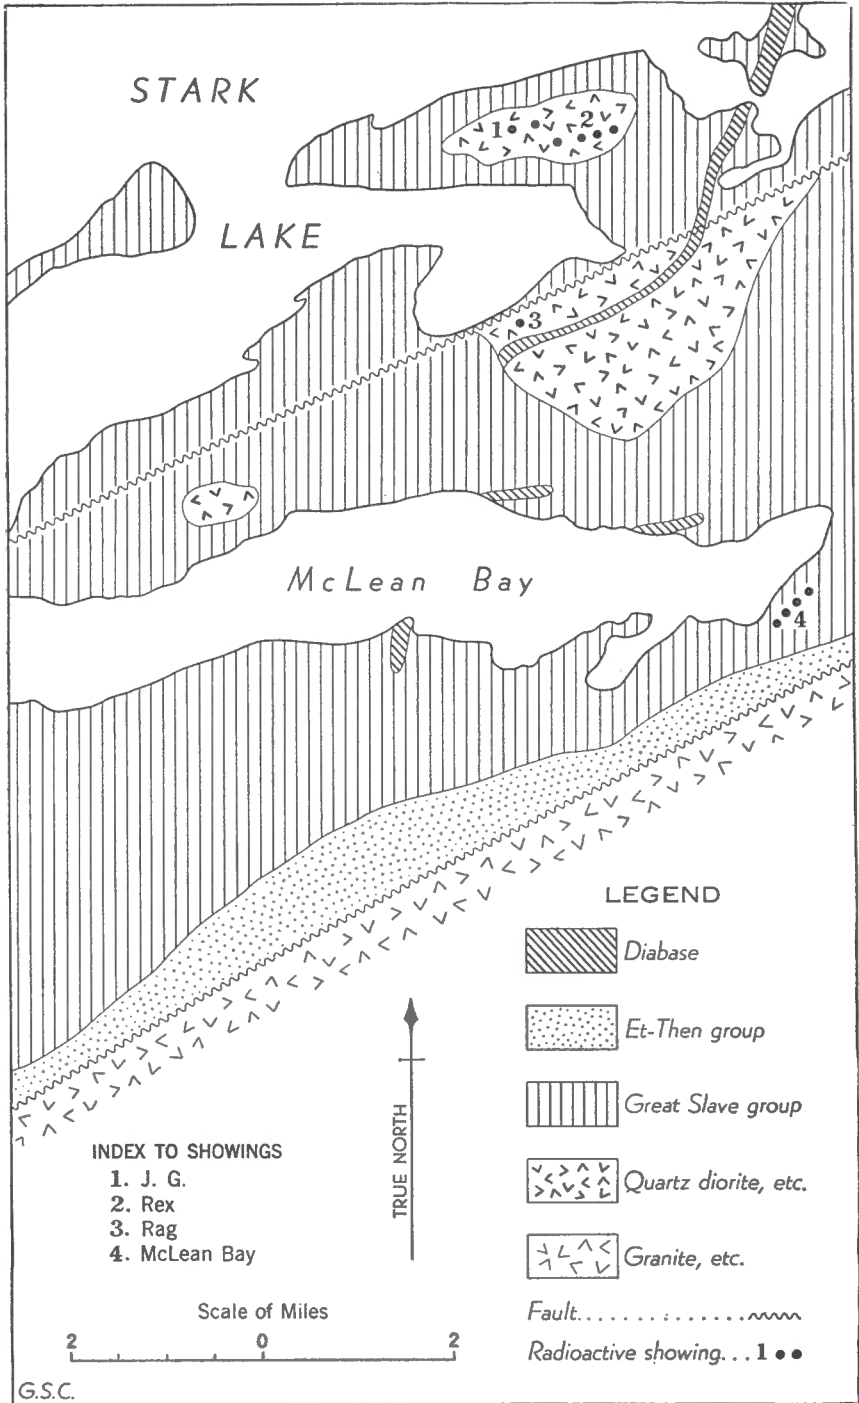 STARK
1 2
LAKE
3
McLean Bay
4
LEGEND
Diabase
Et-Then group
Great Slave group
Quartz diorite, etc.
Granite, etc.
Fault
Radioactive showing...1
TRUE NORTH
INDEX TO SHOWINGS
1. J. G.
2. Rex
3. Rag
4. McLean Bay
Scale of Miles
2 0 2
G.S.C.